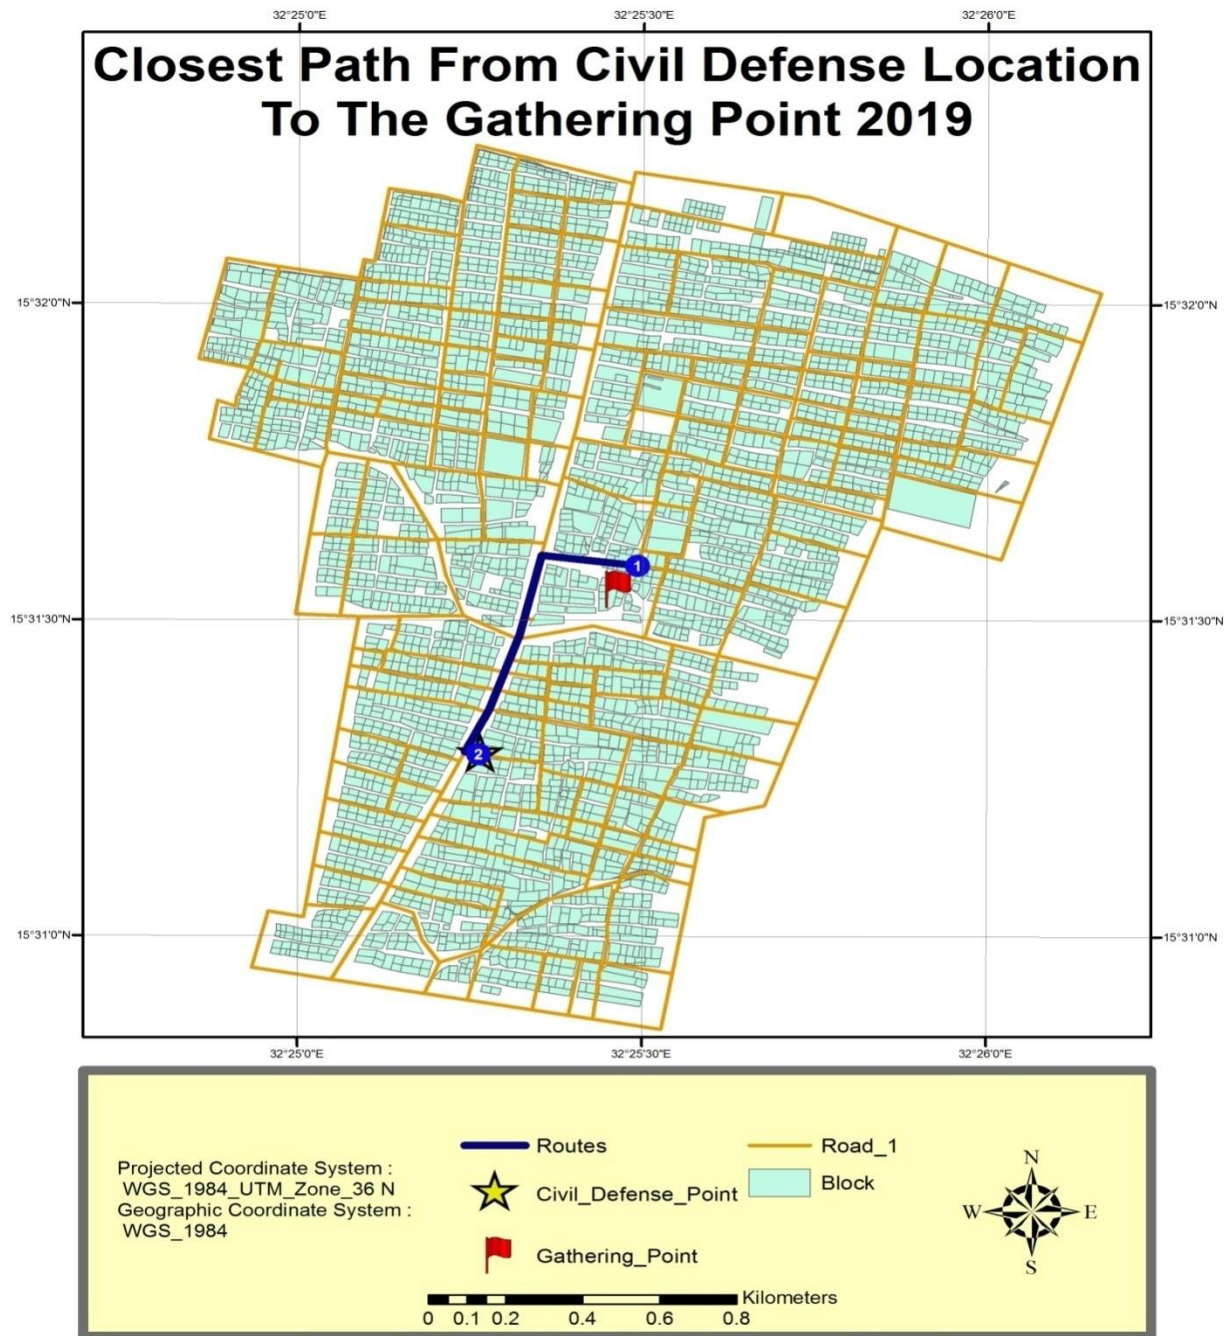 32°25'0"E 32°25'30"E 32°26'0"E
Closest Path From Civil Defense Location
To The Gathering Point 2019
15°32'0"N 15°32'0"N
1
15°31'30"N 15°31'30"N
2
15°31'0"N 15°31'0"N
32°25'0"E 32°25'30"E 32°26'0"E
Projected Coordinate System :
WGS_1984_UTM_Zone_36 N
Geographic Coordinate System :
WGS_1984
Routes
Civil_Defense_Point
Gathering_Point
Road_1
Block
N
W E
S
Kilometers
0 0.1 0.2 0.4 0.6 0.8